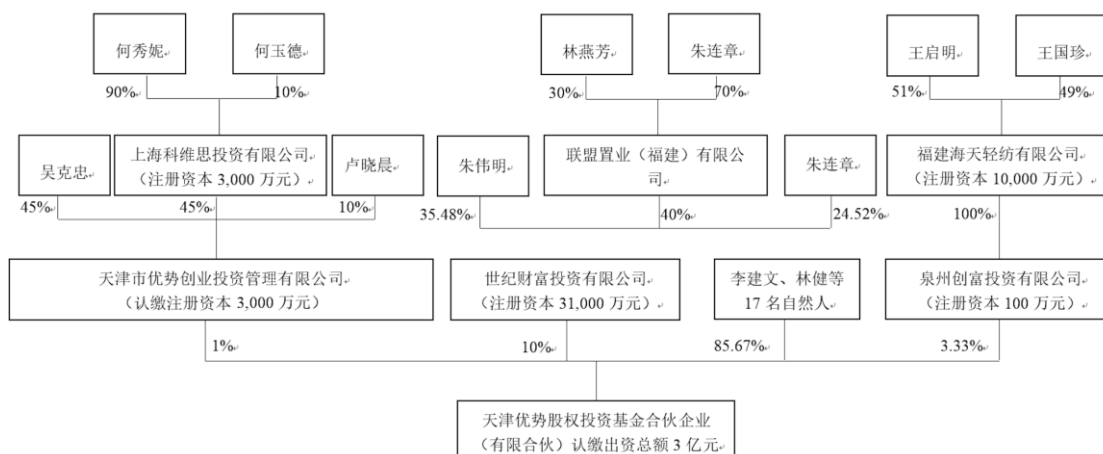 何秀妮
何玉德
林燕芳
朱连章
王启明
王国珍
90%
10%
30%
70%
51%
49%
吴克忠
上海科维思投资有限公司
（注册资本 3,000 万元）
卢晓晨
朱伟明
联盟置业（福建）有限公
司
朱连章
福建海天轻纺有限公司
（注册资本 10,000 万元）
45%
45%
10%
35.48%
40%
24.52%
100%
天津市优势创业投资管理有限公司
（认缴注册资本 3,000 万元）
世纪财富投资有限公司
（注册资本 31,000 万元）
李建文、林健等
17 名自然人
泉州创富投资有限公司
（注册资本 100 万元）
1%
10%
85.67%
3.33%
天津优势股权投资基金合伙企业
（有限合伙）认缴出资总额 3 亿元